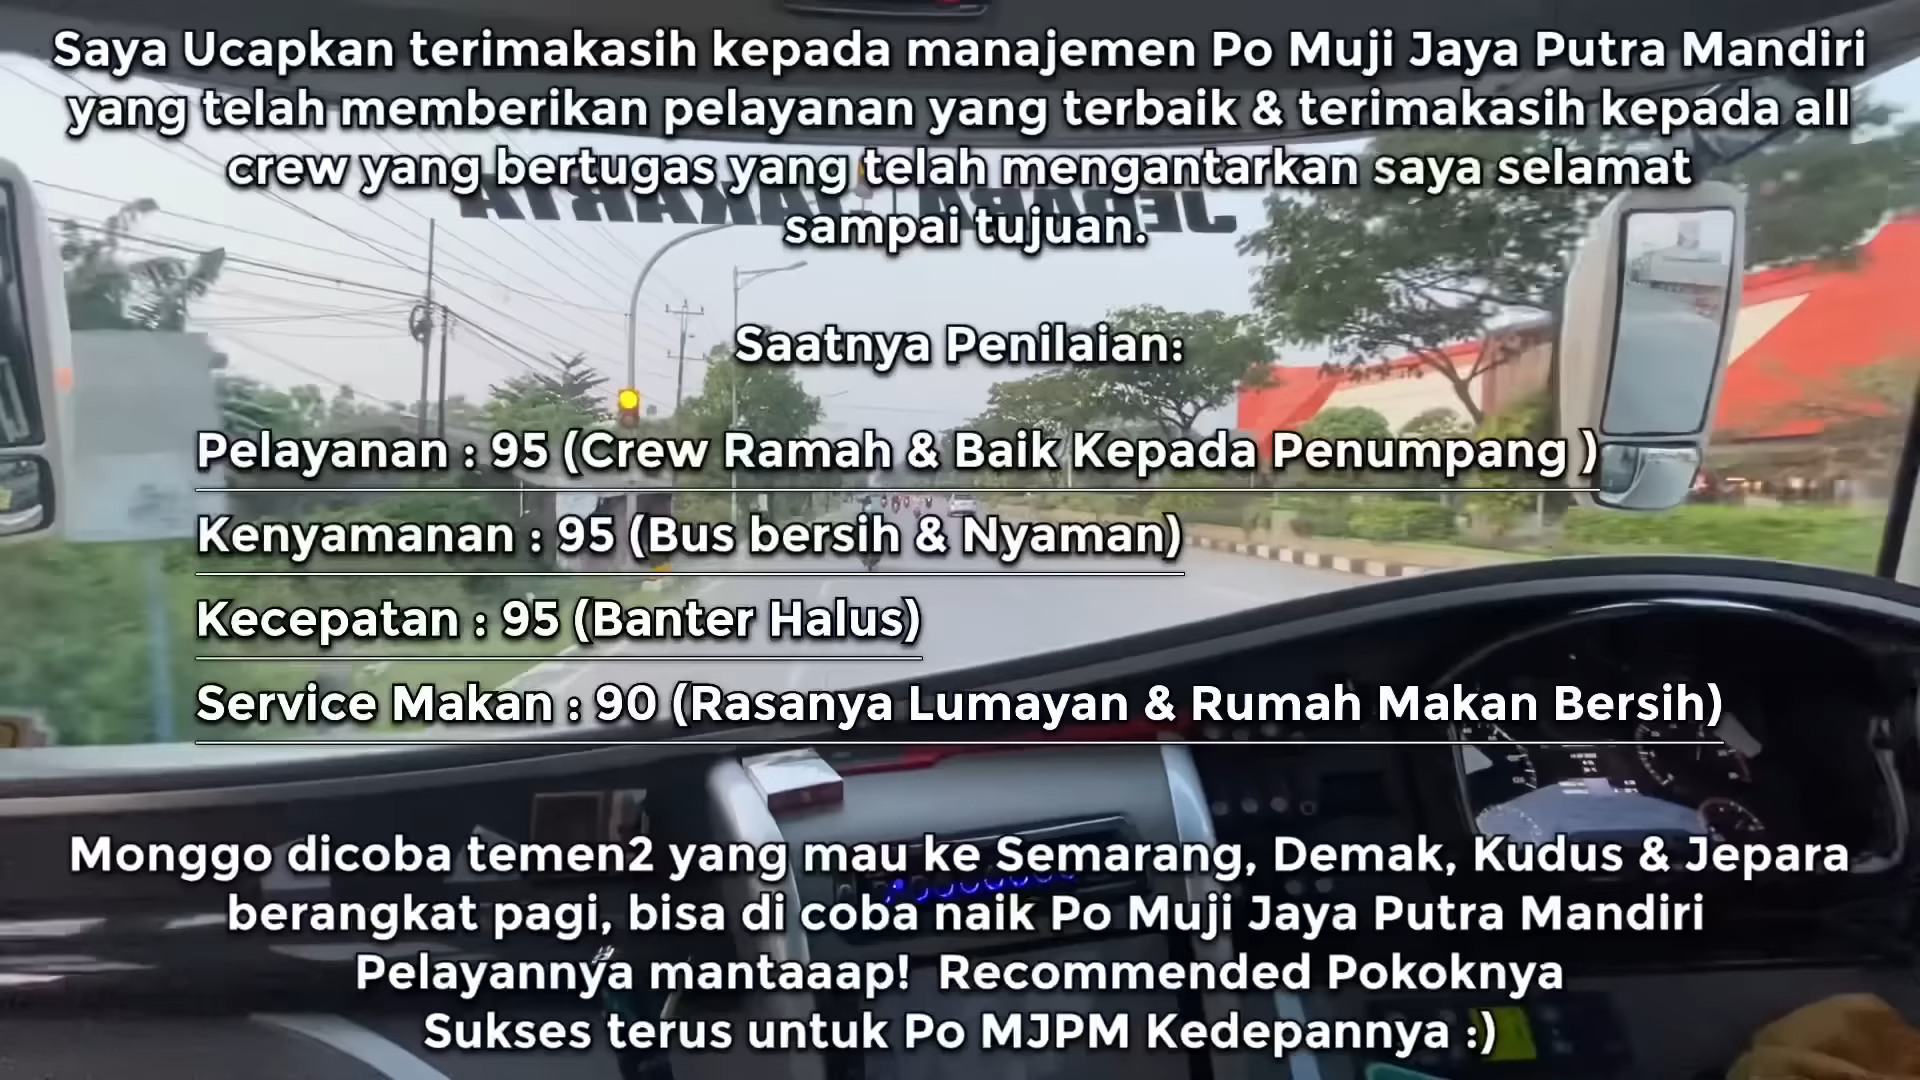 Saya Ucapkan terimakasih kepada manajemen Po Muji Jaya Putra Mandiri
yang telah memberikan pelayanan yang terbaik & terimakasih kepada all
crew yang bertugas yang telah mengantarkan saya selamat
sampai tujuan.
JEPARA JAKARTA
Saatnya Penilaian:
Pelayanan : 95 (Crew Ramah & Baik Kepada Penumpang )
Kenyamanan : 95 (Bus bersih & Nyaman)
Kecepatan : 95 (Banter Halus)
Service Makan : 90 (Rasanya Lumayan & Rumah Makan Bersih)
Monggo dicoba temen2 yang mau ke Semarang, Demak, Kudus & Jepara
berangkat pagi, bisa di coba naik Po Muji Jaya Putra Mandiri
Pelayannya mantaaap!  Recommended Pokoknya
Sukses terus untuk Po MJPM Kedepannya :)